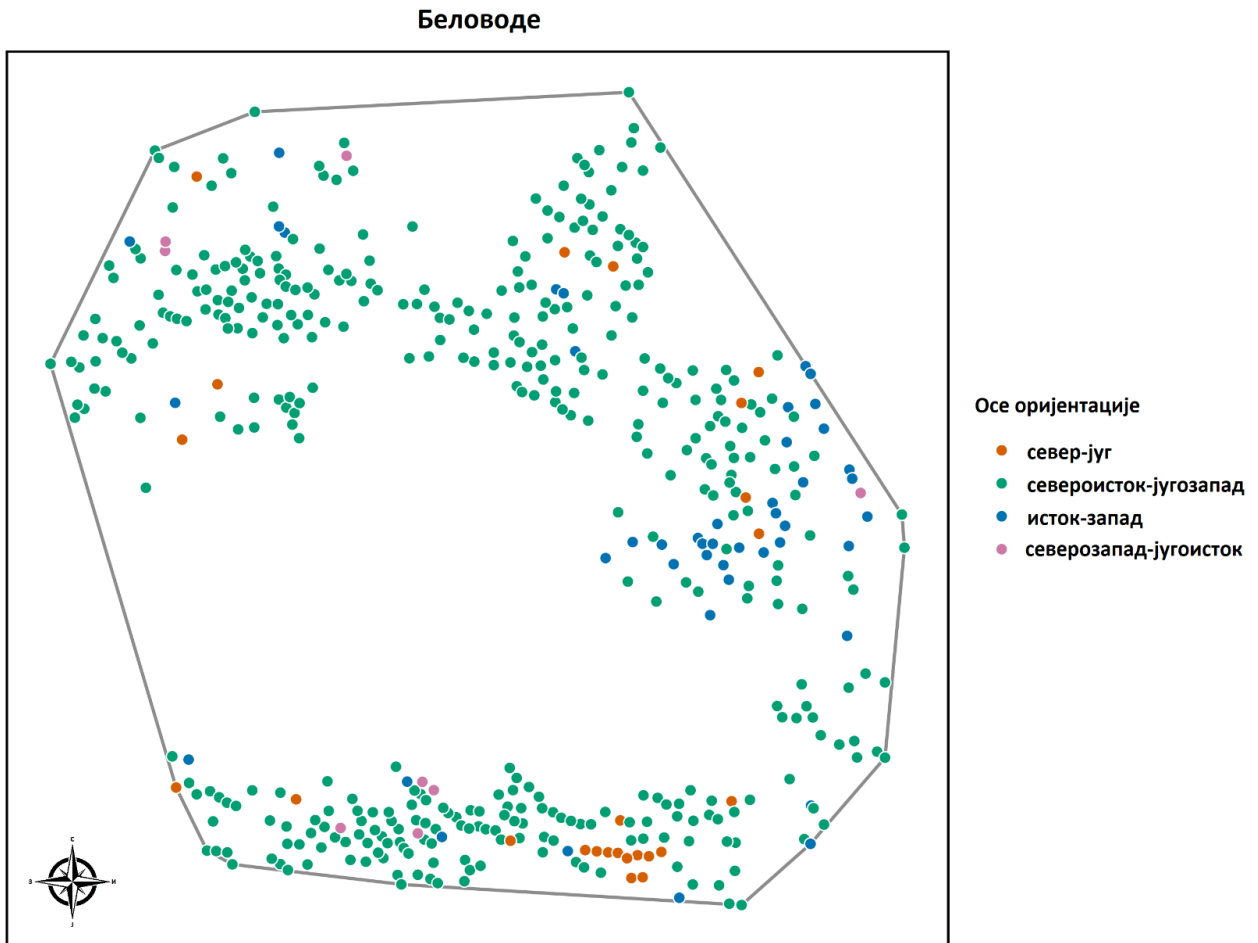 Беловоде
Осе оријентације
север-југ
североисток-југозапад
исток-запад
северозапад-југоисток
С
З
И
Ј